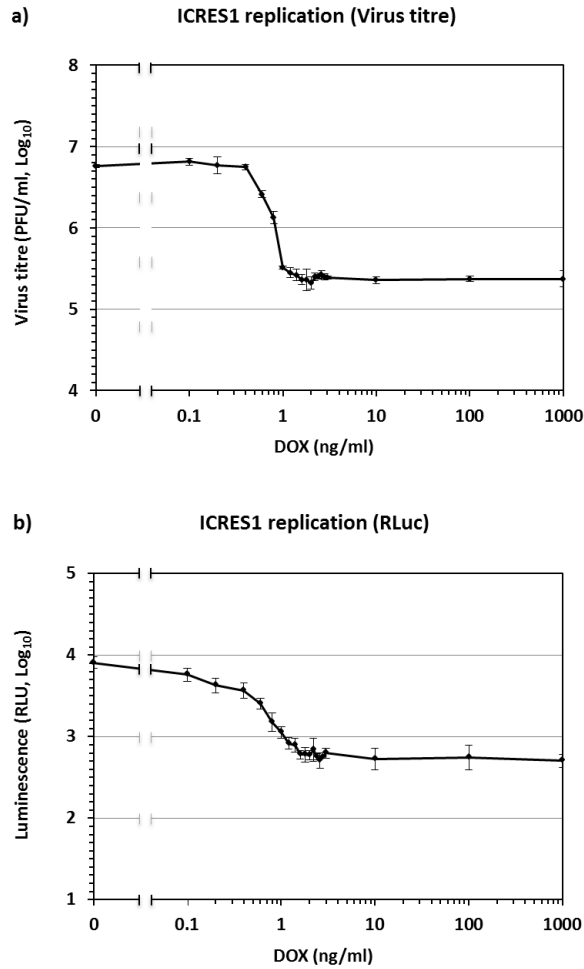 a)
ICRES1 replication (Virus titre)
Virus titre (PFU/ml, Log10)
8
7
6
5
4
0 0.1 1 10 100 1000
DOX (ng/ml)
b)
ICRES1 replication (RLuc)
Luminescence (RLU, Log10)
5
4
3
2
1
0 0.1 1 10 100 1000
DOX (ng/ml)